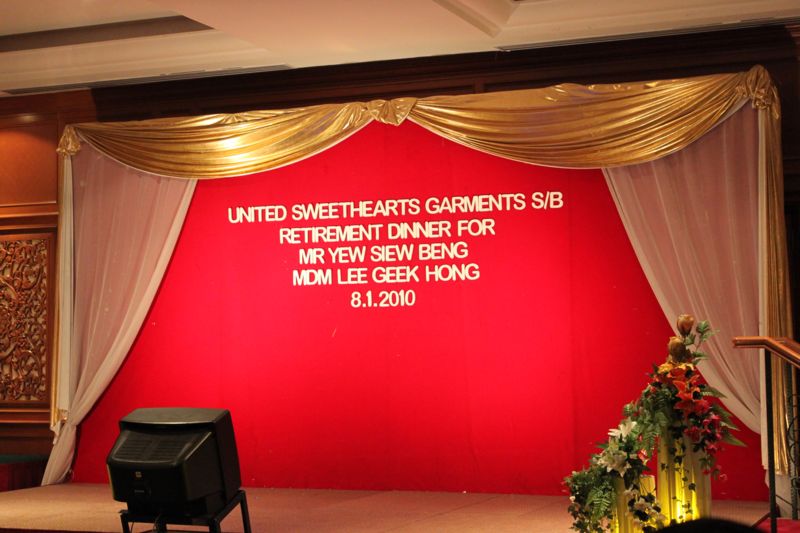 UNITED SWEETHEARTS GARMENTS S/B
RETIREMENT DINNER FOR
MR YEW SIEW BENG
MDM LEE GEEK HONG
8.1.2010